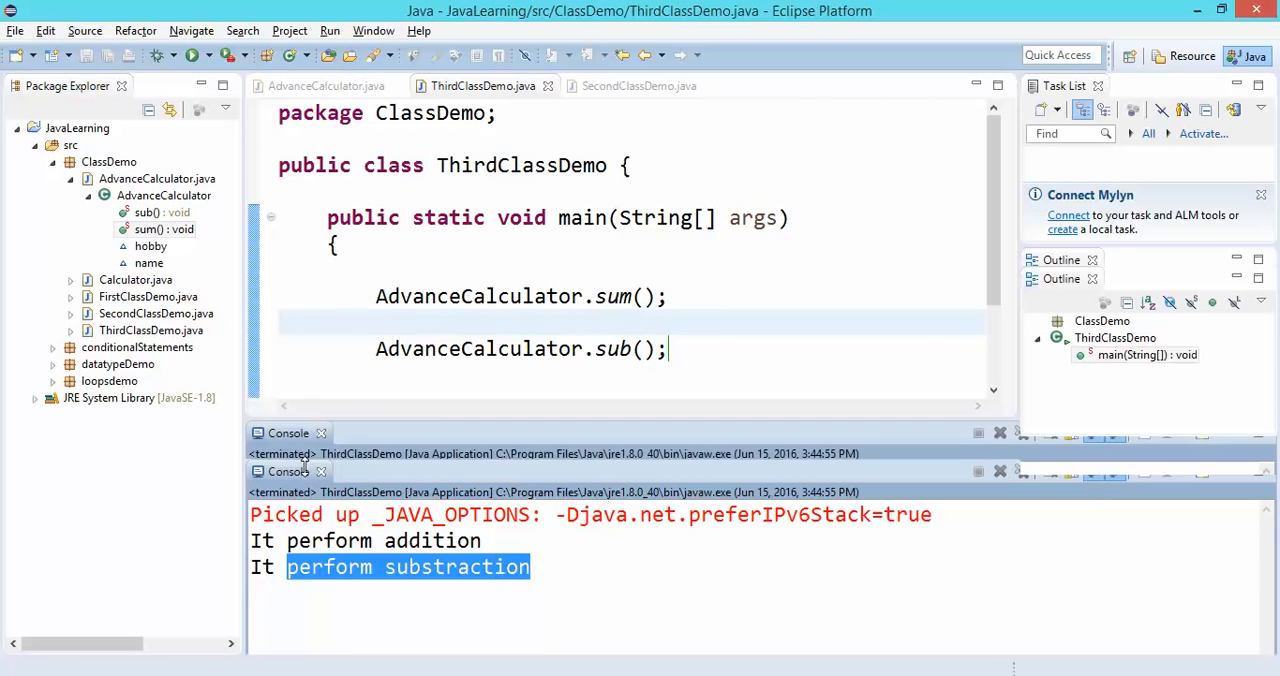 Java - JavaLearning/src/ClassDemo/ThirdClassDemo.java - Eclipse Platform
File Edit Source Refactor Navigate Search Project Run Window Help
Quick Access
Resource
Java
Package Explorer
JavaLearning
src
ClassDemo
AdvanceCalculator.java
AdvanceCalculator
sub() : void
sum() : void
hobby
name
Calculator.java
FirstClassDemo.java
SecondClassDemo.java
ThirdClassDemo.java
conditionalStatements
datatypeDemo
loopsdemo
JRE System Library [JavaSE-1.8]
AdvanceCalculator.java ThirdClassDemo.java SecondClassDemo.java
package ClassDemo;
public class ThirdClassDemo {
public static void main(String[] args)
{
AdvanceCalculator.sum();
AdvanceCalculator.sub();
Task List
Find
All
Activate...
Connect Mylyn
Connect to your task and ALM tools or
create a local task.
Outline
Outline
ClassDemo
ThirdClassDemo
main(String[]) : void
Console
<terminated> ThirdClassDemo [Java Application] C:\Program Files\Java\jre1.8.0_40\bin\javaw.exe (Jun 15, 2016, 3:44:55 PM)
Console
<terminated> ThirdClassDemo [Java Application] C:\Program Files\Java\jre1.8.0_40\bin\javaw.exe (Jun 15, 2016, 3:44:55 PM)
Picked up _JAVA_OPTIONS: -Djava.net.preferIPv6Stack=true
It perform addition
It perform substraction